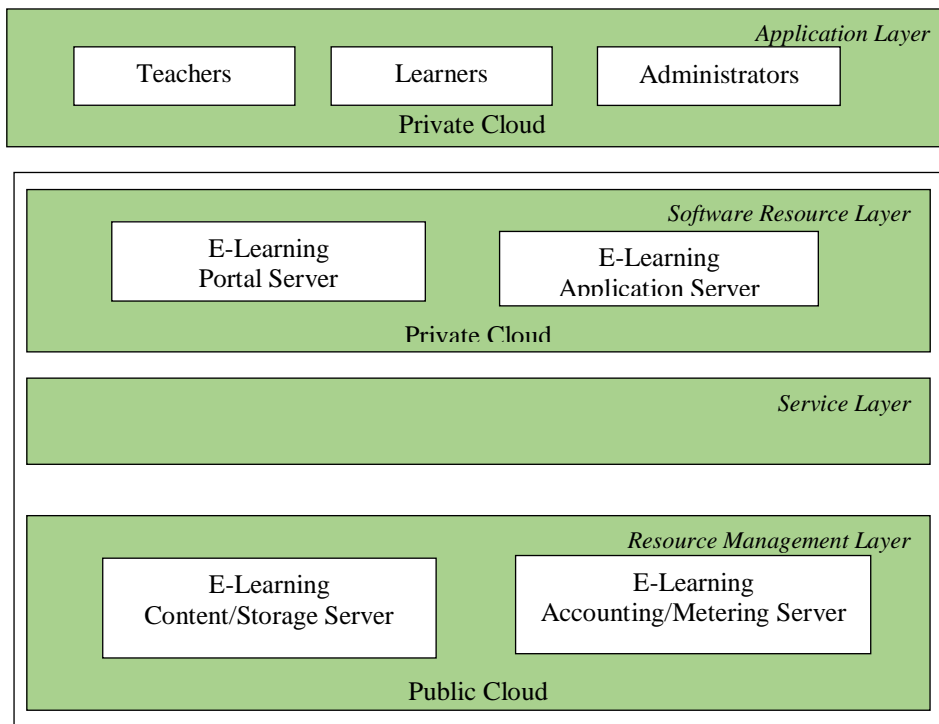 Application Layer
Teachers
Learners
Administrators
Private Cloud
Software Resource Layer
E-Learning
Portal Server
E-Learning
Application Server
Private Cloud
Service Layer
Resource Management Layer
E-Learning
Content/Storage Server
E-Learning
Accounting/Metering Server
Public Cloud